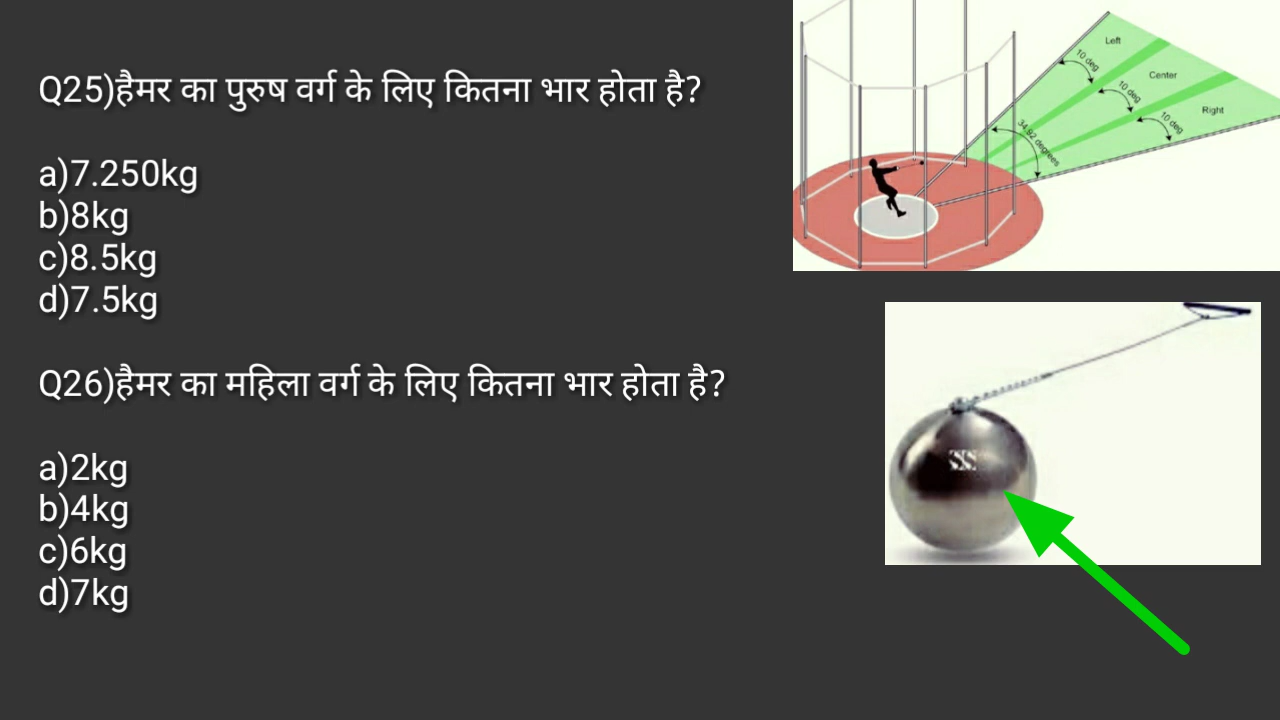 Q25)हैमर का पुरुष वर्ग के लिए कितना भार होता है?
a)7.250kg
b)8kg
c)8.5kg
d)7.5kg
Q26)हैमर का महिला वर्ग के लिए कितना भार होता है?
a)2kg
b)4kg
c)6kg
d)7kg
Left
10 deg
Center
10 deg
Right
10 deg
34.92 degrees